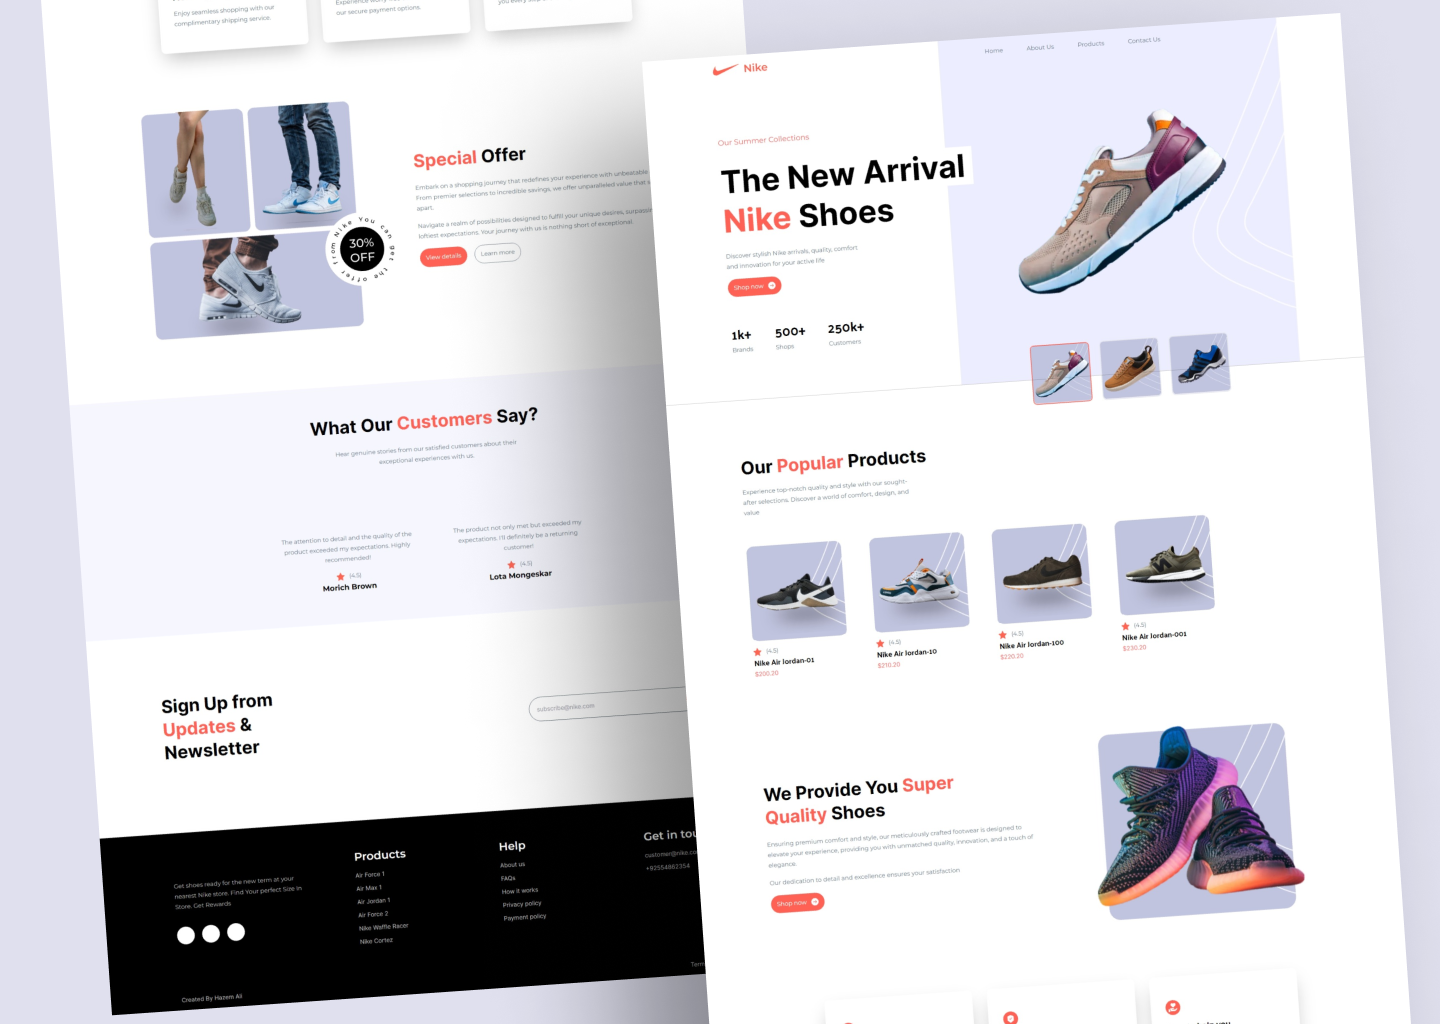 Enjoy seamless shopping with our
complimentary shipping service.
our secure payment options.
Special Offer
Embark on a shopping journey that redefines your experience with unbeatable
From premier selections to incredible savings, we offer unparalleled value that
apart.
Navigate a realm of possibilities designed to fulfill your unique desires,
loftiest expectations. Your journey with us is nothing short of exceptional.
View details
Learn more
30%
OFF
You can get the offer from Nike
What Our Customers Say?
Hear genuine stories from our satisfied customers about their
exceptional experiences with us.
The attention to detail and the quality of the
product exceeded my expectations. Highly
recommended!
(4.5)
Morich Brown
The product not only met but exceeded my
expectations. I'll definitely be a returning
customer!
(4.5)
Lota Mongeskar
Sign Up from
Updates &
Newsletter
subscribe@nike.com
Get shoes ready for the new term at your
nearest Nike store. Find Your perfect Size In
Store. Get Rewards
Products
Air Force 1
Air Max 1
Air Jordan 1
Air Force 2
Nike Waffle Racer
Nike Cortez
Help
About us
FAQs
How it works
Privacy policy
Payment policy
Get in
+92554862354
Created By Hazem Ali
Nike
Home
About Us
Products
Contact Us
Our Summer Collections
The New Arrival
Nike Shoes
Discover stylish Nike arrivals, quality, comfort
and innovation for your active life
Shop now
1k+
Brands
500+
Shops
250k+
Customers
Our Popular Products
Experience top-notch quality and style with our sought-
after selections. Discover a world of comfort, design, and
value
(4.5)
Nike Air Jordan-01
$200.20
(4.5)
Nike Air Jordan-10
$210.20
(4.5)
Nike Air Jordan-100
$220.20
(4.5)
Nike Air Jordan-001
$230.20
We Provide You Super
Quality Shoes
Ensuring premium comfort and style, our meticulously crafted footwear is designed to
elevate your experience, providing you with unmatched quality, innovation, and a touch of
elegance.
Our dedication to detail and excellence ensures your satisfaction
Shop now